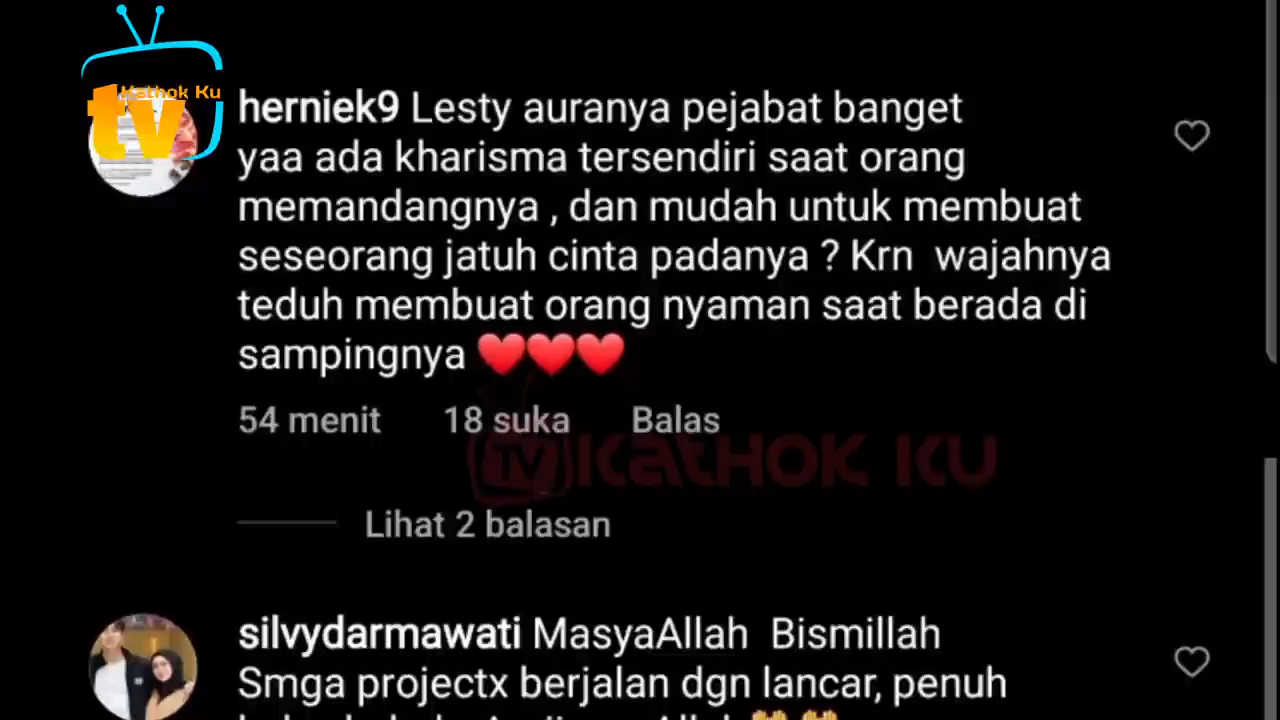 Kathok Ku
tv
herniek9 Lesty auranya pejabat banget
yaa ada kharisma tersendiri saat orang
memandangnya , dan mudah untuk membuat
seseorang jatuh cinta padanya ? Krn wajahnya
teduh membuat orang nyaman saat berada di
sampingnya ❤️❤️❤️
54 menit 18 suka Balas
TV Kathok Ku
Lihat 2 balasan
silvydarmawati MasyaAllah Bismillah
Smga projectx berjalan dgn lancar, penuh